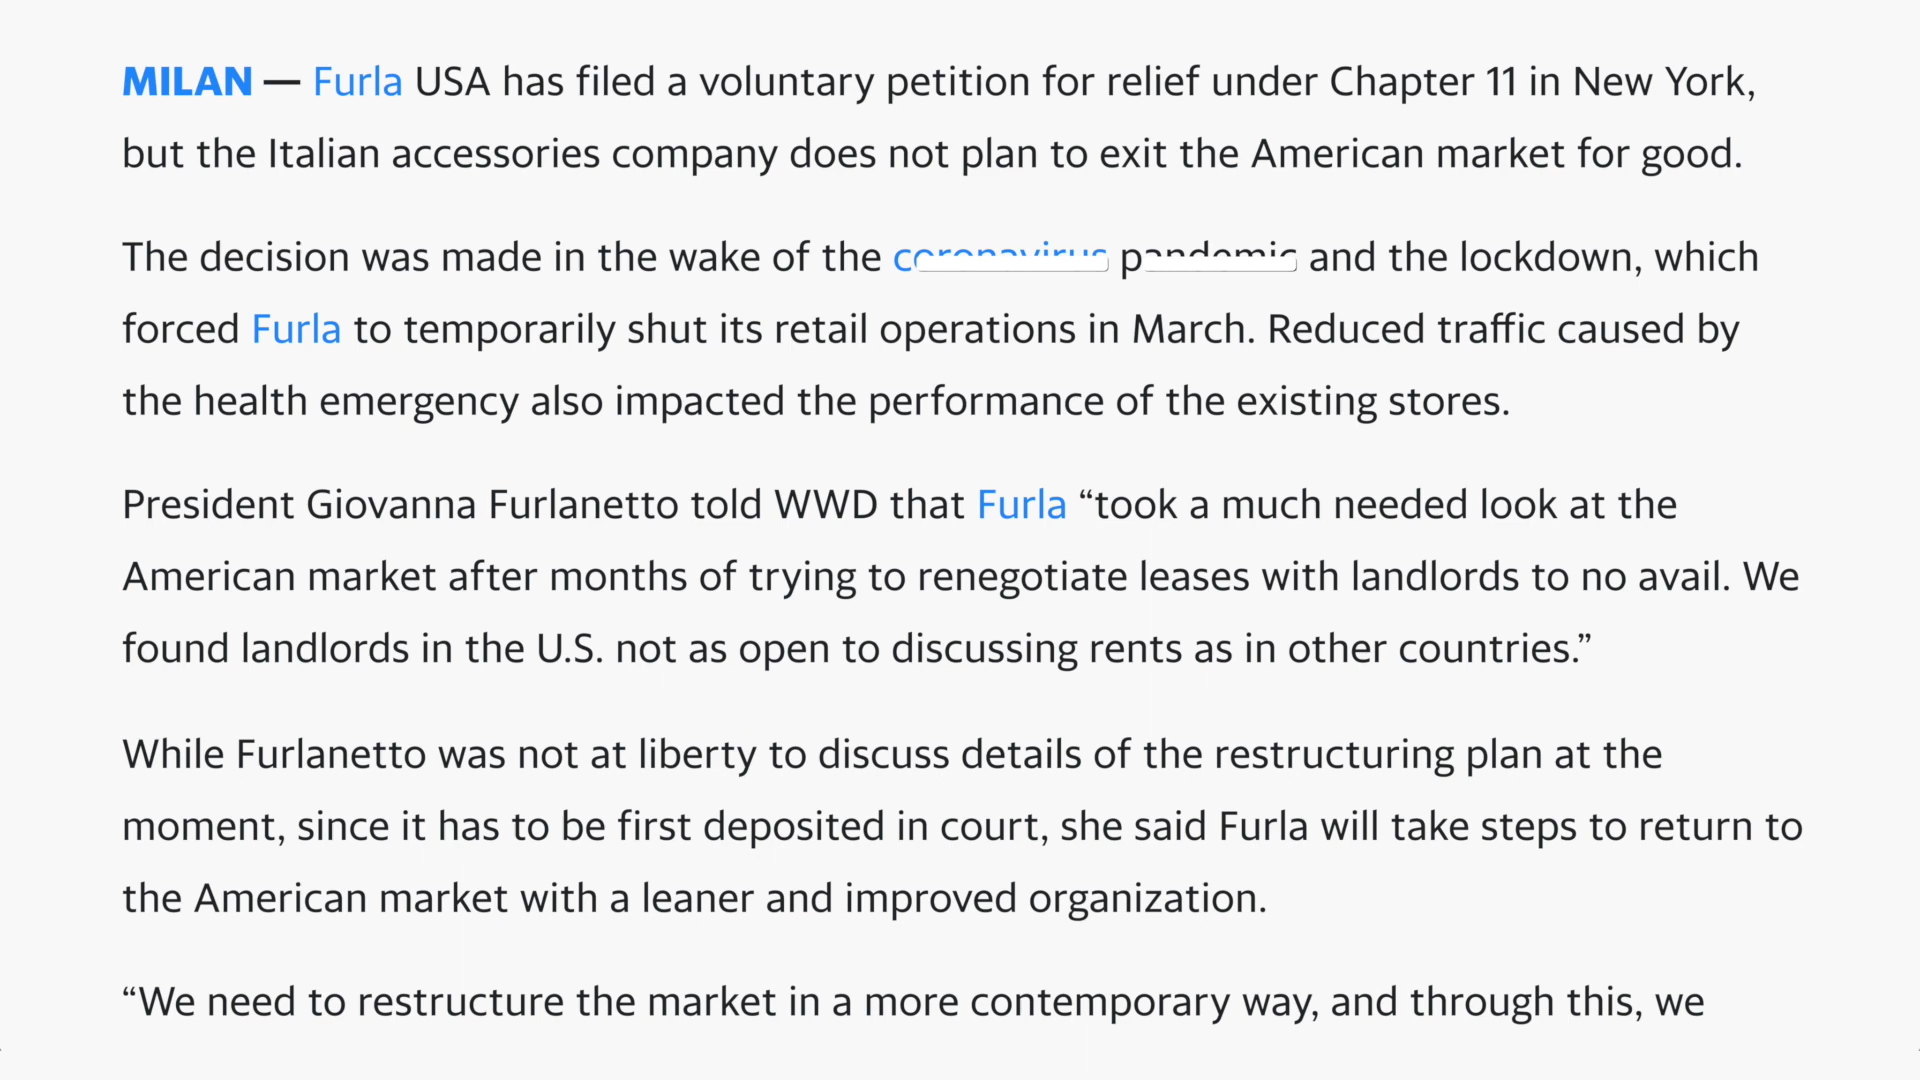 MILAN — Furla USA has filed a voluntary petition for relief under Chapter 11 in New York,
but the Italian accessories company does not plan to exit the American market for good.
The decision was made in the wake of the coronavirus pandemic and the lockdown, which
forced Furla to temporarily shut its retail operations in March. Reduced traffic caused by
the health emergency also impacted the performance of the existing stores.
President Giovanna Furlanetto told WWD that Furla “took a much needed look at the
American market after months of trying to renegotiate leases with landlords to no avail. We
found landlords in the U.S. not as open to discussing rents as in other countries.”
While Furlanetto was not at liberty to discuss details of the restructuring plan at the
moment, since it has to be first deposited in court, she said Furla will take steps to return to
the American market with a leaner and improved organization.
“We need to restructure the market in a more contemporary way, and through this, we